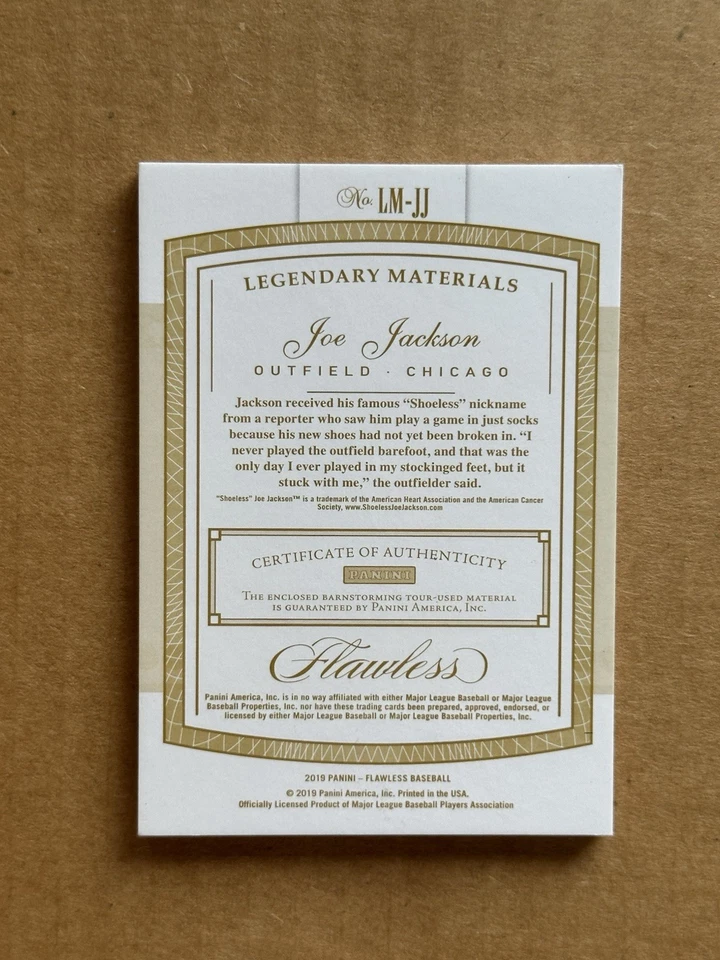 No. LM-JJ
LEGENDARY MATERIALS
Joe Jackson
OUTFIELD · CHICAGO
Jackson received his famous “Shoeless” nickname
from a reporter who saw him play a game in just socks
because his new shoes had not yet been broken in. “I
never played the outfield barefoot, and that was the
only day I ever played in my stockinged feet, but it
stuck with me,” the outfielder said.
"Shoeless" Joe Jackson™ is a trademark of the American Heart Association and the American Cancer
Society, www.ShoelessJoeJackson.com
CERTIFICATE OF AUTHENTICITY
PANINI
THE ENCLOSED BARNSTORMING TOUR-USED MATERIAL
IS GUARANTEED BY PANINI AMERICA, INC.
Flawless
Panini America, Inc. is in no way affiliated with either Major League Baseball or Major League
Baseball Properties, Inc. nor have these trading cards been prepared, approved, endorsed, or
licensed by either Major League Baseball or Major League Baseball Properties, Inc.
2019 PANINI – FLAWLESS BASEBALL
© 2019 Panini America, Inc. Printed in the USA.
Officially Licensed Product of Major League Baseball Players Association